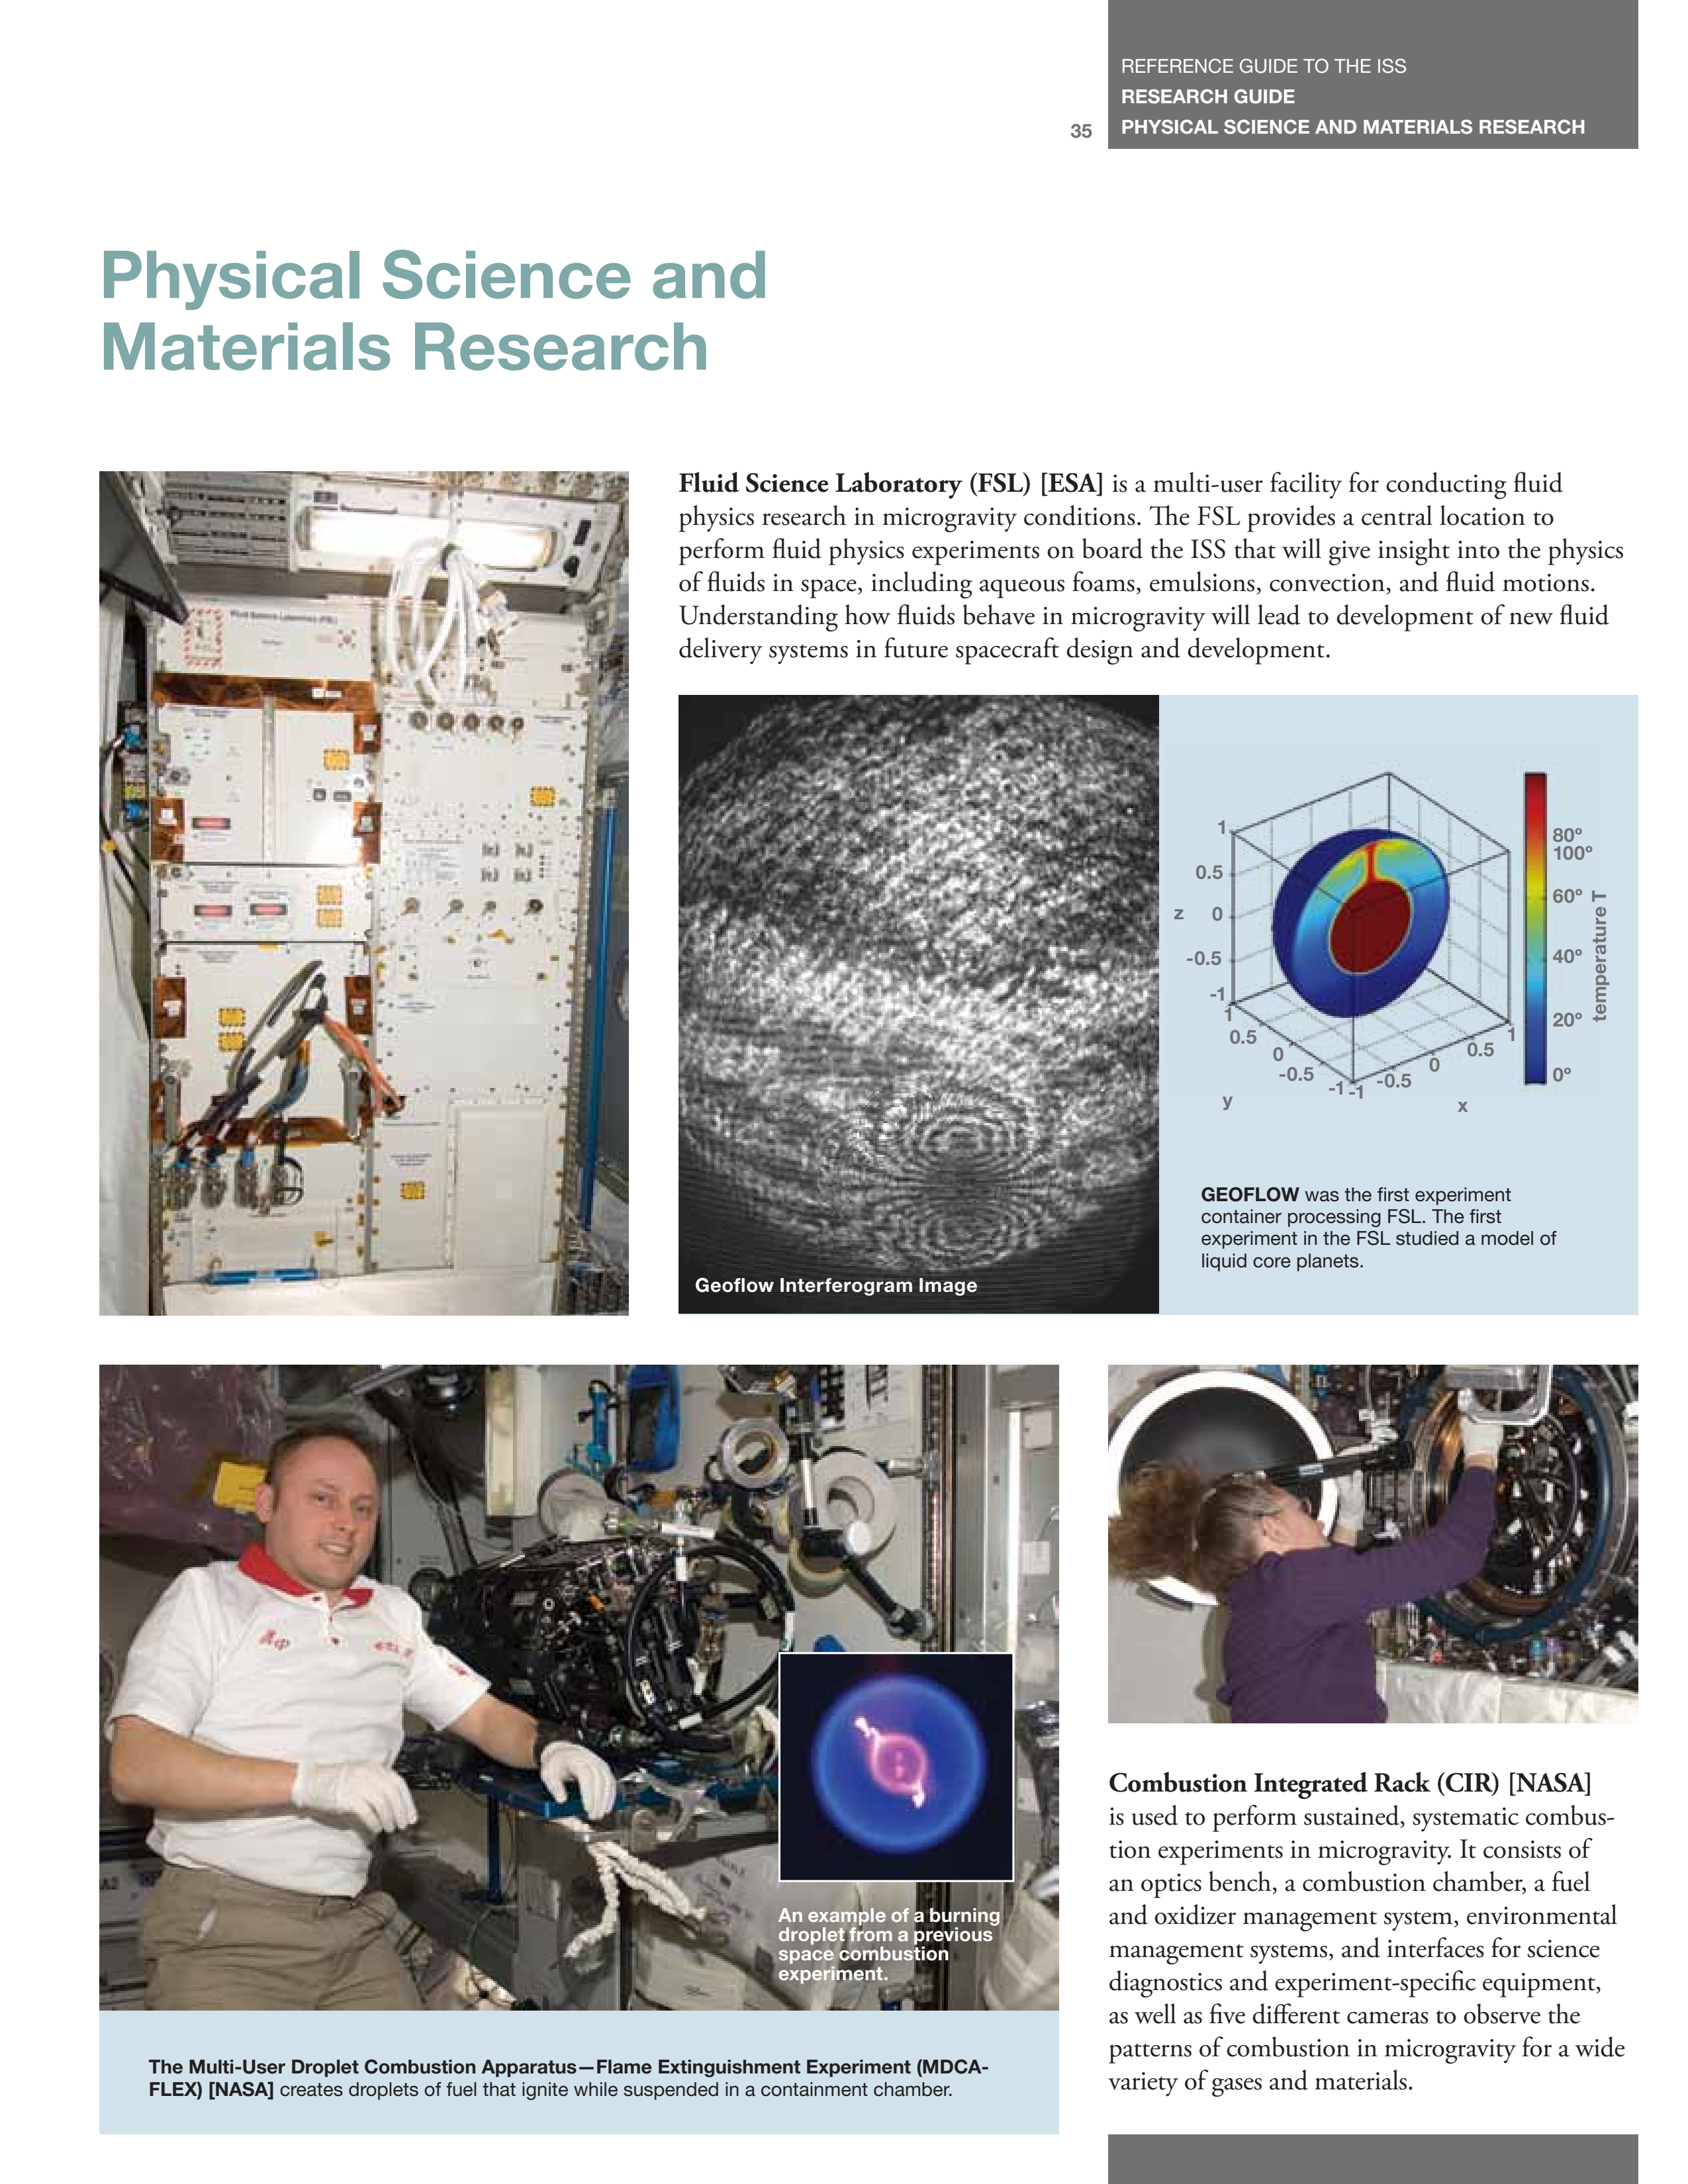 REFERENCE GUIDE TO THE ISS
RESEARCH GUIDE
35
PHYSICAL SCIENCE AND MATERIALS RESEARCH
Physical Science and
Materials Research
Fluid Science Laboratory (FSL) [ESA] is a multi-user facility for conducting fluid
physics research in microgravity conditions. The FSL provides a central location to
perform fluid physics experiments on board the ISS that will give insight into the physics
of fluids in space, including aqueous foams, emulsions, convection, and fluid motions.
Understanding how fluids behave in microgravity will lead to development of new fluid
delivery systems in future spacecraft design and development.
Fluid Science Laboratory (FSL)
Geoflow Interferogram Image
1
0.5
z 0
-0.5
-1
1
0.5
0
-0.5
-1
y
-1
-0.5
0
0.5
1
x
80º
100º
60º
40º
20º
0º
temperature T
GEOFLOW was the first experiment
container processing FSL. The first
experiment in the FSL studied a model of
liquid core planets.
An example of a burning
droplet from a previous
space combustion
experiment.
The Multi-User Droplet Combustion Apparatus—Flame Extinguishment Experiment (MDCA-
FLEX) [NASA] creates droplets of fuel that ignite while suspended in a containment chamber.
Combustion Integrated Rack (CIR) [NASA]
is used to perform sustained, systematic combus-
tion experiments in microgravity. It consists of
an optics bench, a combustion chamber, a fuel
and oxidizer management system, environmental
management systems, and interfaces for science
diagnostics and experiment-specific equipment,
as well as five different cameras to observe the
patterns of combustion in microgravity for a wide
variety of gases and materials.